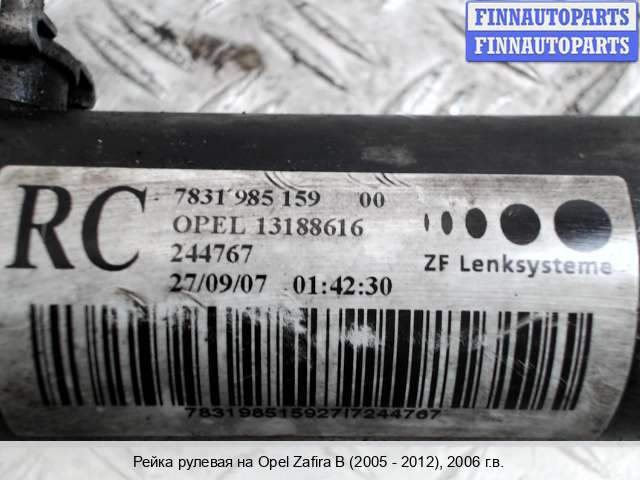 FINNAUTOPARTS
FINNAUTOPARTS
RC
7831 985 159 00
OPEL 13188616
244767
27/09/07 01:42:30
ZF Lenksysteme
783198515927I7244767
Рейка рулевая на Opel Zafira B (2005 - 2012), 2006 г.в.